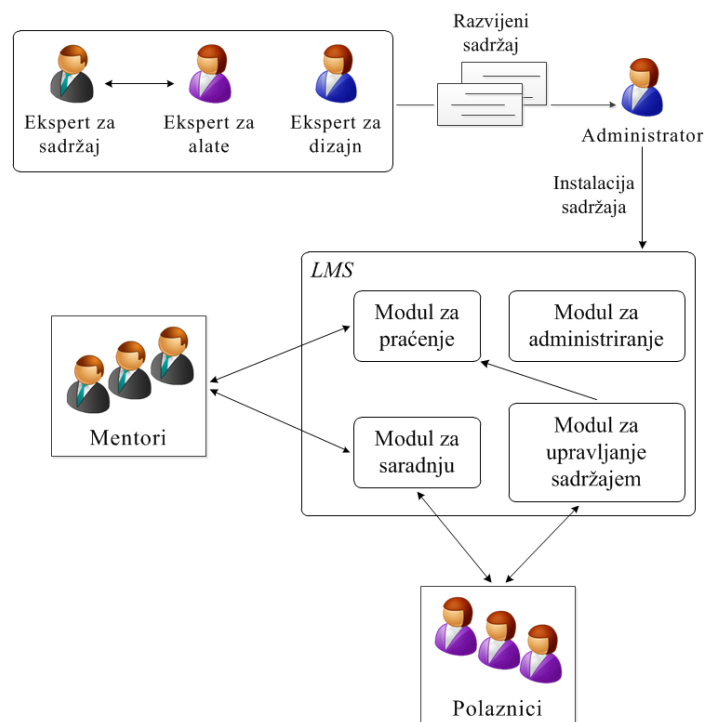 Razvijeni
sadržaj
Ekspert za
sadržaj
Ekspert za
alate
Ekspert za
dizajn
Administrator
Instalacija
sadržaja
LMS
Modul za
praćenje
Modul za
administriranje
Mentori
Modul za
saradnju
Modul za
upravljanje
sadržajem
Polaznici